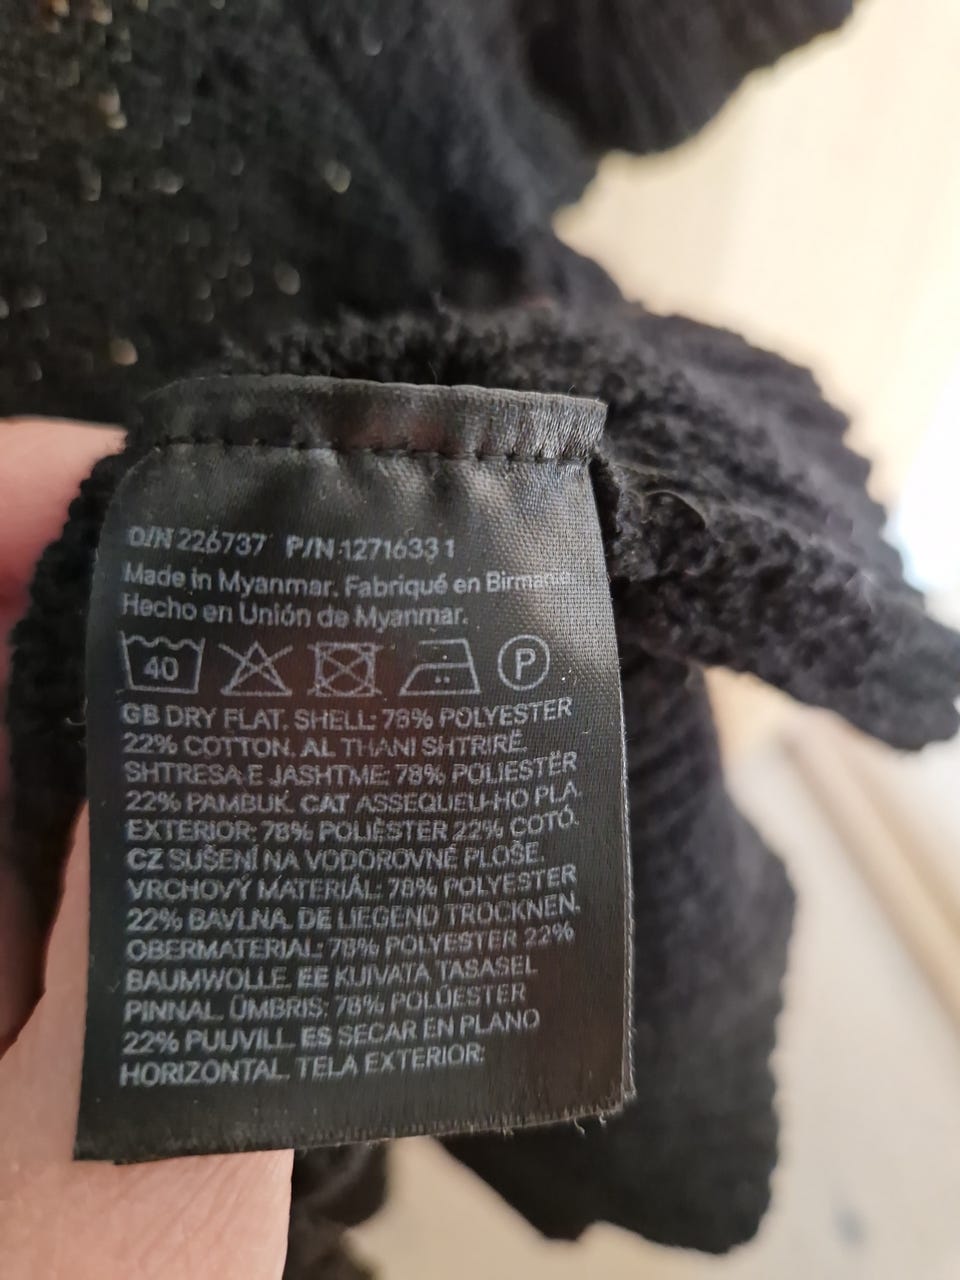 O/N 226737 P/N 12716331
Made in Myanmar. Fabriqué en Birmanie.
Hecho en Unión de Myanmar.
40 P
GB DRY FLAT. SHELL: 78% POLYESTER
22% COTTON. AL THANI SHTRIRË
SHTRESA E JASHTME: 78% POLIESTËR
22% PAMBUK. CAT ASSEQUEU-HO PLA.
EXTERIOR: 78% POLIÈSTER 22% COTÓ.
CZ SUŠENÍ NA VODOROVNÉ PLOŠE.
VRCHOVÝ MATERIÁL: 78% POLYESTER
22% BAVLNA. DE LIEGEND TROCKNEN.
OBERMATERIAL: 78% POLYESTER 22%
BAUMWOLLE. EE KUIVATA TASASEL
PINNAL. ÜMBRIS: 78% POLÜESTER
22% PUUVILL. ES SECAR EN PLANO
HORIZONTAL. TELA EXTERIOR: